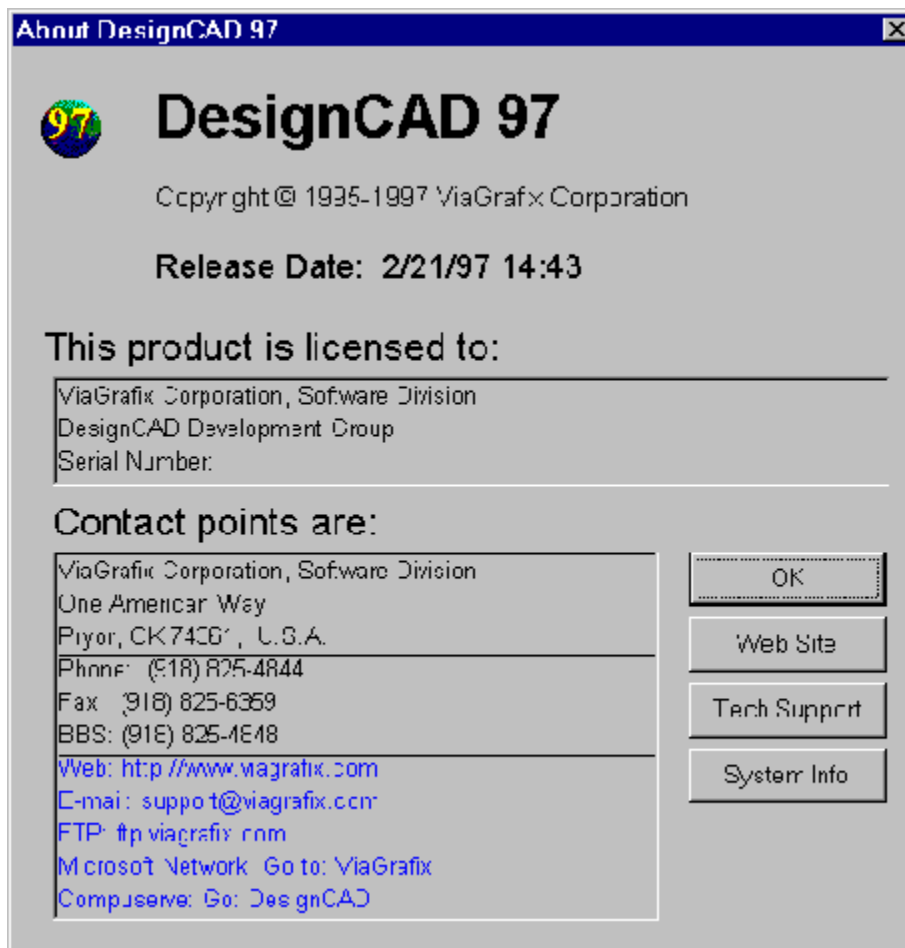 About DesignCAD 97
97
DesignCAD 97
Copyright © 1995-1997 ViaGrafix Corporation
Release Date: 2/21/97 14:43
This product is licensed to:
ViaGrafix Corporation, Software Division
DesignCAD Development Group
Serial Number:
Contact points are:
ViaGrafix Corporation, Software Division
One American Way
Pryor, OK 74361, U.S.A.
Phone: (918) 825-4844
Fax: (918) 825-6359
BBS: (918) 825-4848
Web: http://www.viagrafix.com
E-mail: support@viagrafix.com
FTP: ftp.viagrafix.com
Microsoft Network: Go to: ViaGrafix
Compuserve: Go: DesignCAD
OK
Web Site
Tech Support
System Info